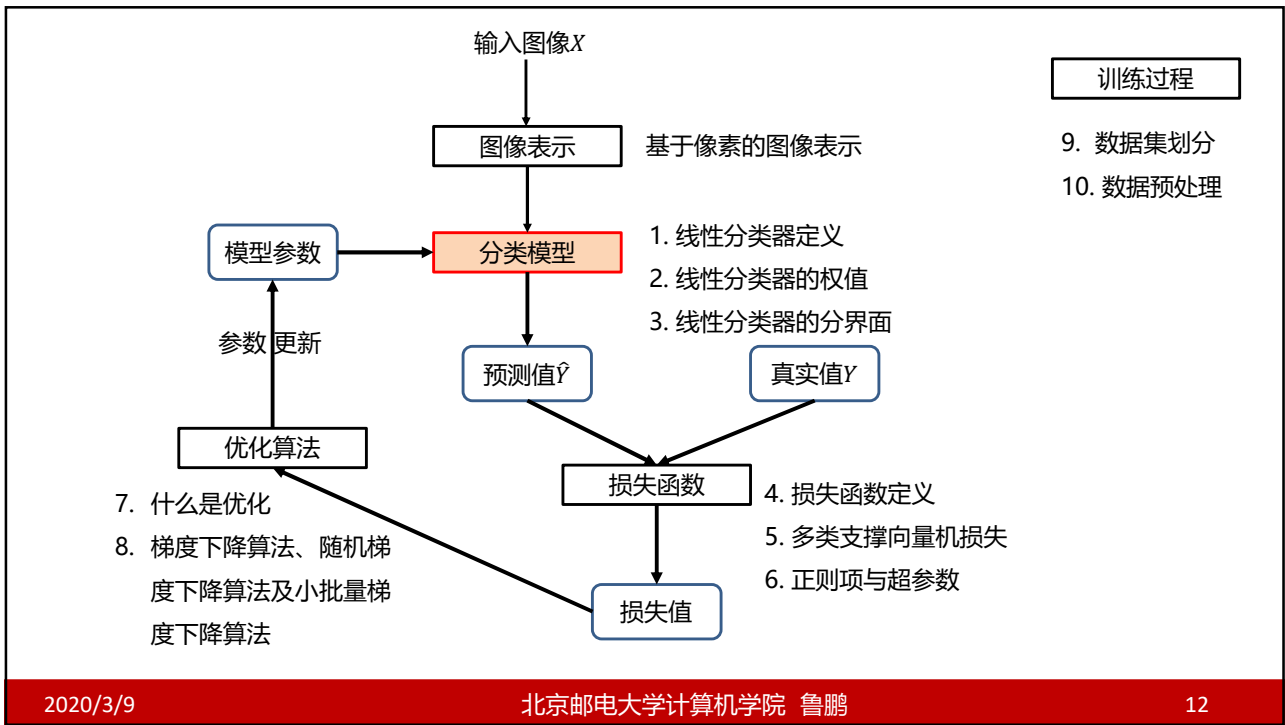 输入图像X
训练过程
图像表示
基于像素的图像表示
9. 数据集划分
10. 数据预处理
模型参数
分类模型
1. 线性分类器定义
2. 线性分类器的权值
3. 线性分类器的分界面
参数 更新
预测值Ŷ
真实值Y
优化算法
损失函数
4. 损失函数定义
5. 多类支撑向量机损失
6. 正则项与超参数
7. 什么是优化
8. 梯度下降算法、随机梯
度下降算法及小批量梯
度下降算法
损失值
2020/3/9
北京邮电大学计算机学院 鲁鹏
12